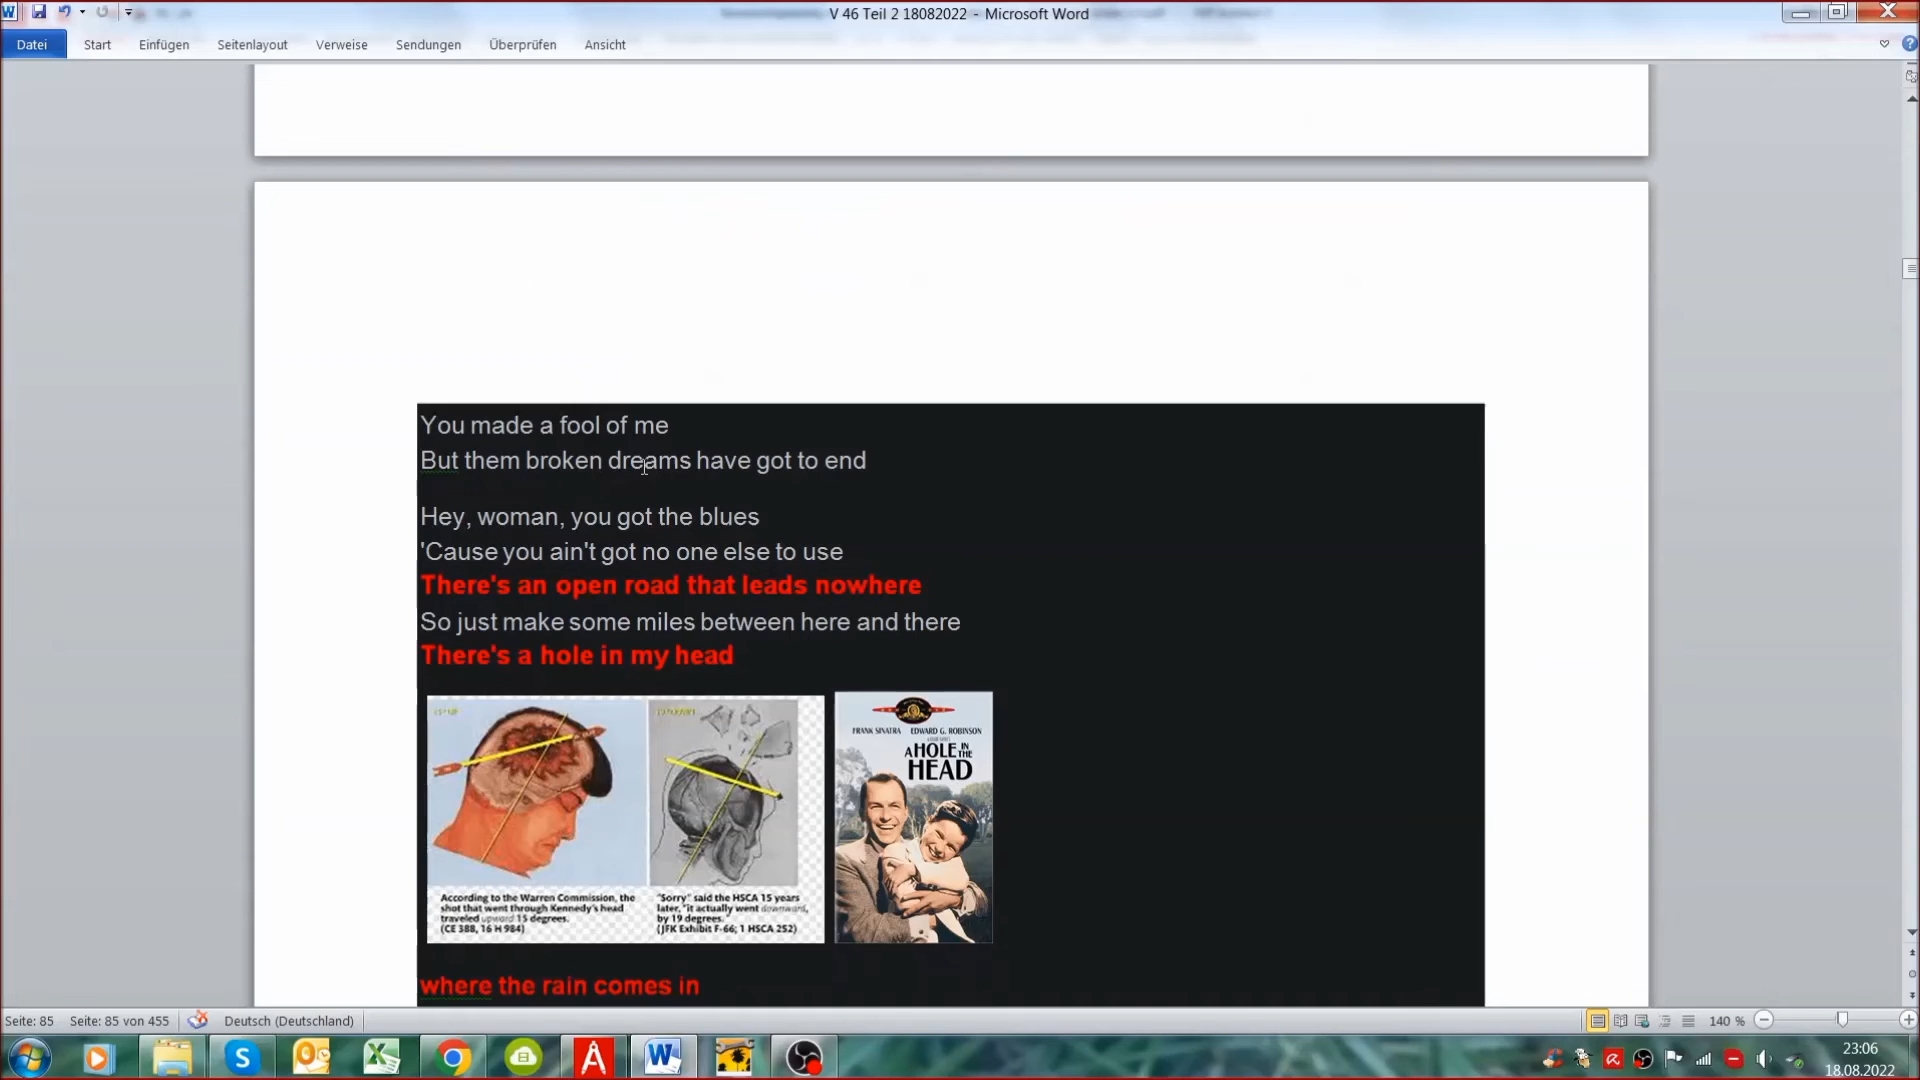 V 46 Teil 2 18082022 - Microsoft Word
Datei Start Einfügen Seitenlayout Verweise Sendungen Überprüfen Ansicht
You made a fool of me
But them broken dreams have got to end
Hey, woman, you got the blues
'Cause you ain't got no one else to use
There's an open road that leads nowhere
So just make some miles between here and there
There's a hole in my head
According to the Warren Commission, the
shot that went through Kennedy's head
traveled upward 15 degrees.
(CE 388, 16 H 984)
"Sorry" said the HSCA 15 years
later, "it actually went downward,
by 19 degrees."
(JFK Exhibit F-66; 1 HSCA 252)
FRANK SINATRA EDWARD G. ROBINSON
A HOLE IN THE
HEAD
where the rain comes in
Seite: 85 Seite: 85 von 455 Deutsch (Deutschland) 140 %
23:06
18.08.2022